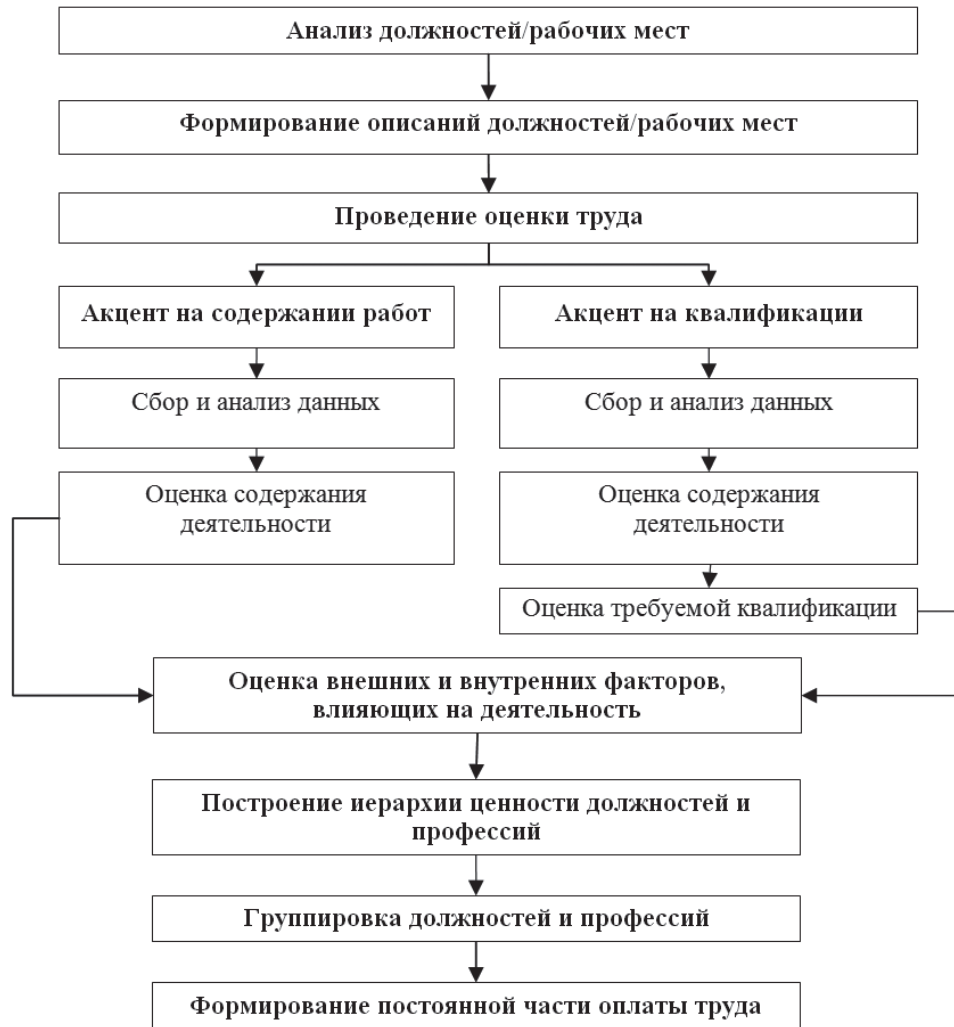 Анализ должностей/рабочих мест
Формирование описаний должностей/рабочих мест
Проведение оценки труда
Акцент на содержании работ
Акцент на квалификации
Сбор и анализ данных
Сбор и анализ данных
Оценка содержания
деятельности
Оценка содержания
деятельности
Оценка требуемой квалификации
Оценка внешних и внутренних факторов,
влияющих на деятельность
Построение иерархии ценности должностей и
профессий
Группировка должностей и профессий
Формирование постоянной части оплаты труда